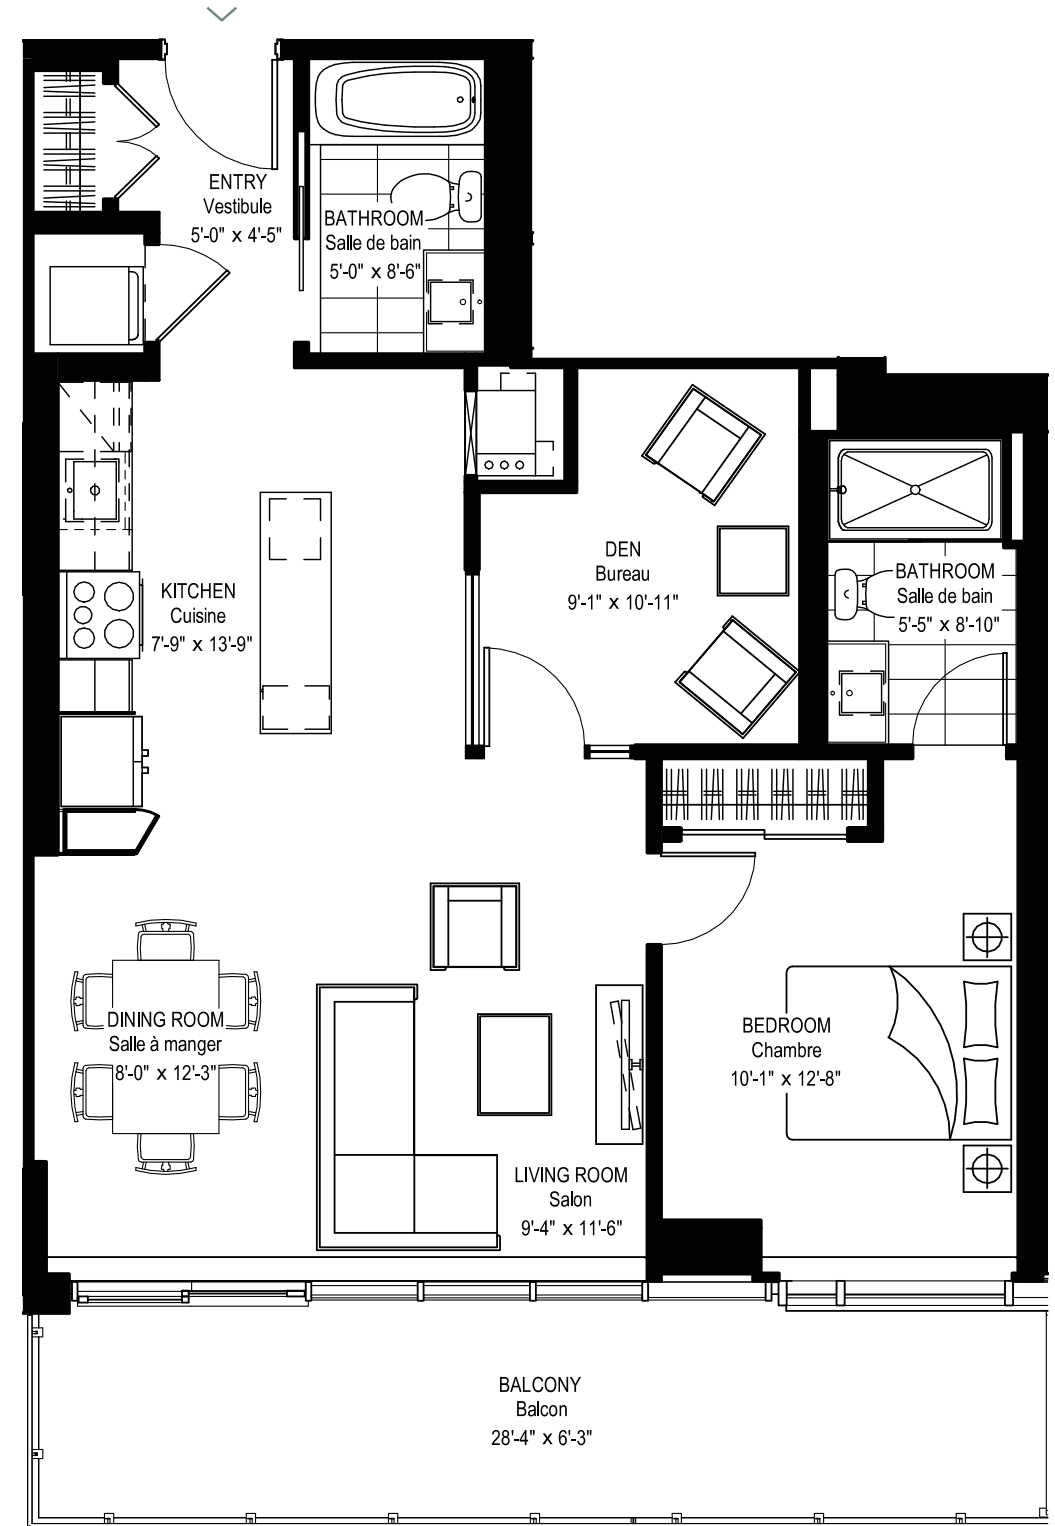 ENTRY
Vestibule
5'-0" x 4'-5"
BATHROOM
Salle de bain
5'-0" x 8'-6"
KITCHEN
Cuisine
7'-9" x 13'-9"
DEN
Bureau
9'-1" x 10'-11"
BATHROOM
Salle de bain
5'-5" x 8'-10"
DINING ROOM
Salle à manger
8'-0" x 12'-3"
BEDROOM
Chambre
10'-1" x 12'-8"
LIVING ROOM
Salon
9'-4" x 11'-6"
BALCONY
Balcon
28'-4" x 6'-3"